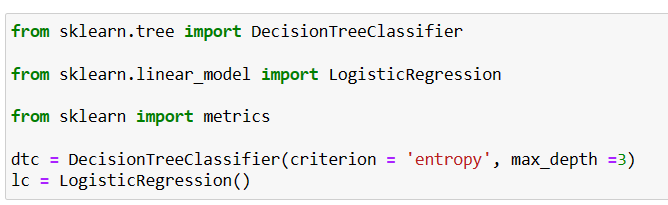 from sklearn.tree import DecisionTreeClassifier
from sklearn.linear_model import LogisticRegression
from sklearn import metrics
dtc = DecisionTreeClassifier(criterion = 'entropy', max_depth =3)
lc = LogisticRegression()